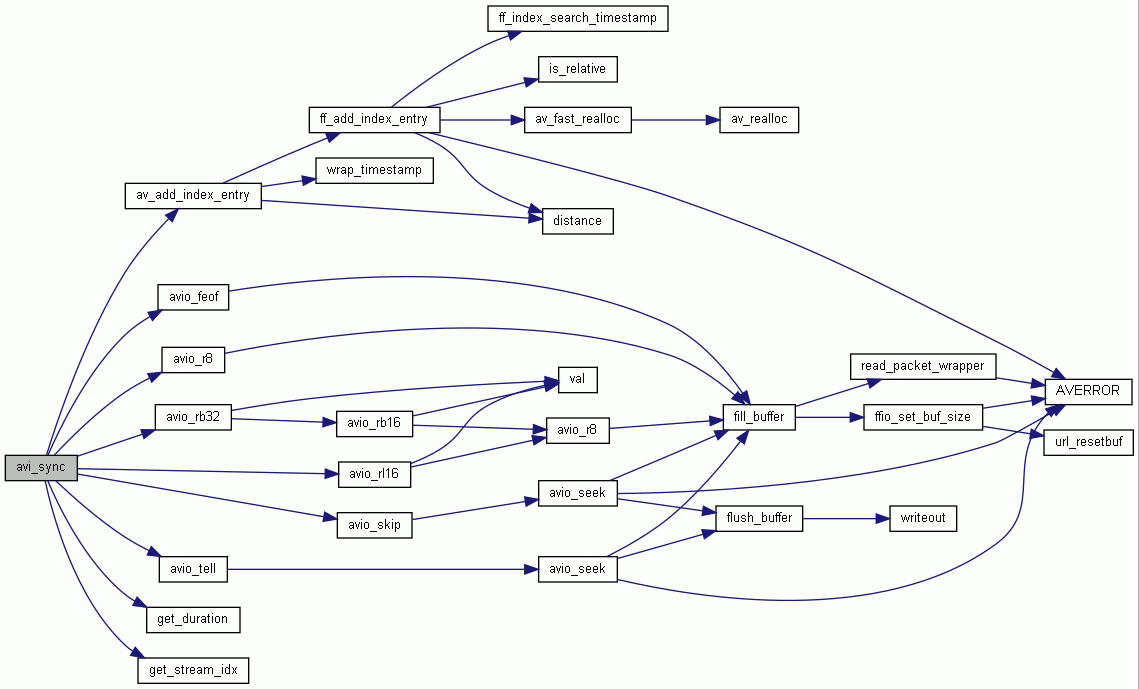 ff_index_search_timestamp
is_relative
ff_add_index_entry
av_fast_realloc
av_realloc
wrap_timestamp
av_add_index_entry
distance
avio_feof
avio_r8
read_packet_wrapper
val
AVERROR
avio_rb32
avio_rb16
avio_r8
fill_buffer
ffio_set_buf_size
url_resetbuf
avi_sync
avio_rl16
avio_seek
avio_skip
flush_buffer
writeout
avio_tell
avio_seek
get_duration
get_stream_idx